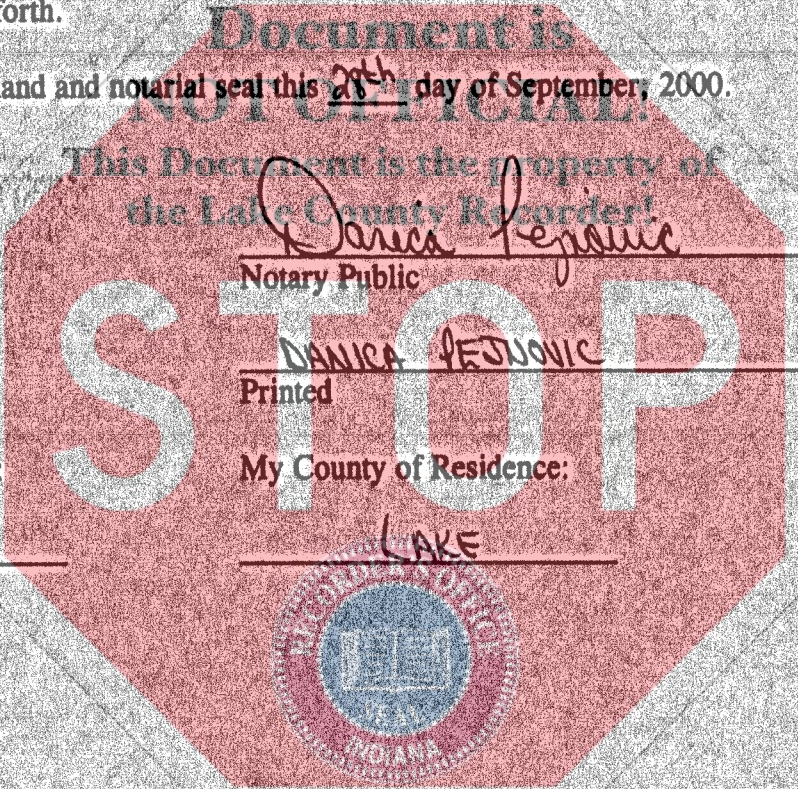 forth.
Document is
and and notarial seal this 28th day of September, 2000.
NOT OFFICIAL!
This Document is the property of
the Lake County Recorder!
Danica Pejnovic
Notary Public
DANICA PEJNOVIC
Printed
STOP
My County of Residence:
LAKE
RECORDER'S OFFICE
SEAL
INDIANA